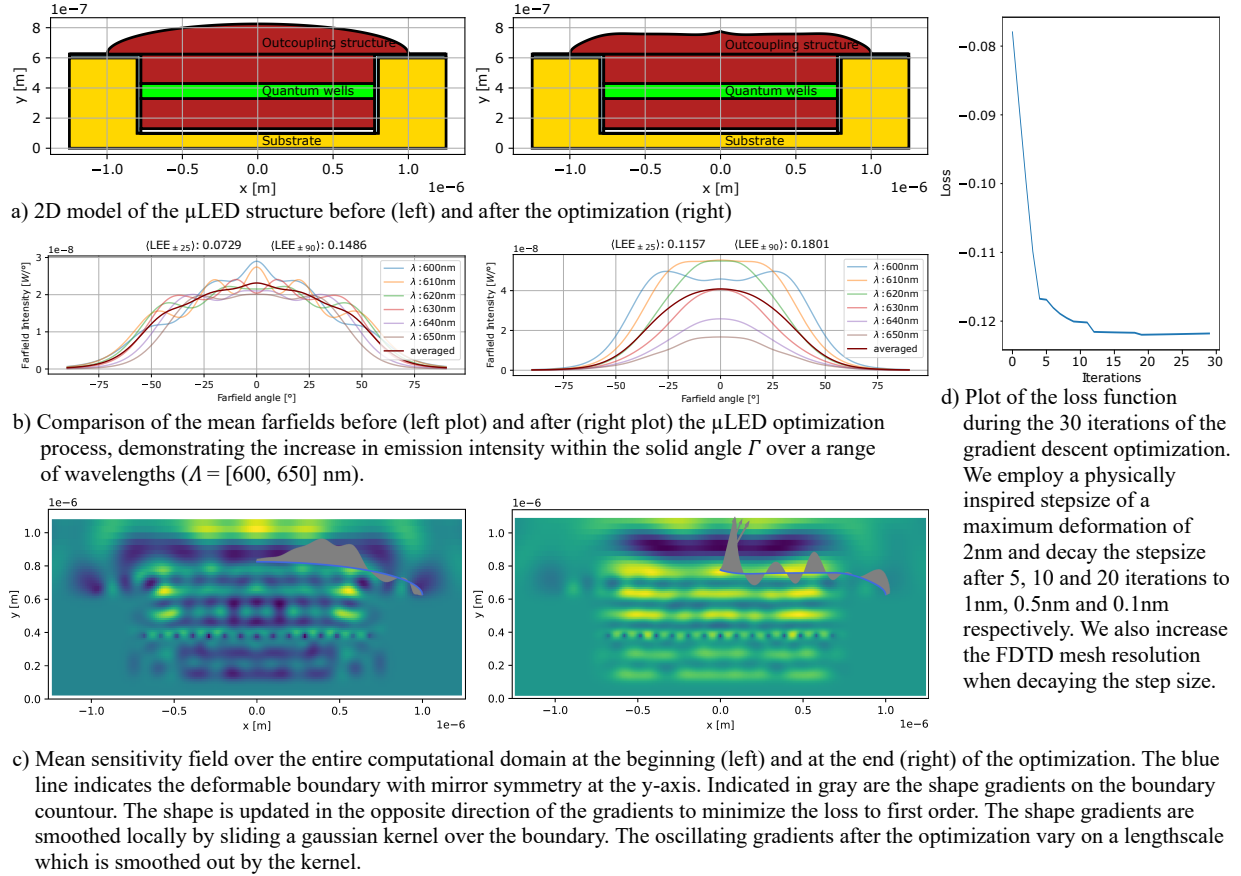 1e-7
8
6
4
2
0
y [m]
Outcoupling structure
Quantum wells
Substrate
−1.0 −0.5 0.0 0.5 1.0
x [m]
1e-6
1e-7
8
6
4
2
0
y [m]
Outcoupling structure
Quantum wells
Substrate
−1.0 −0.5 0.0 0.5 1.0
x [m]
1e-6
a) 2D model of the µLED structure before (left) and after the optimization (right)
1e-8
⟨LEE ± 25⟩: 0.0729 ⟨LEE ± 90⟩: 0.1486
3
2
1
0
Farfield Intensity [W/°]
λ : 600nm
λ : 610nm
λ : 620nm
λ : 630nm
λ : 640nm
λ : 650nm
averaged
−75 −50 −25 0 25 50 75
Farfield angle [°]
1e-8
⟨LEE ± 25⟩: 0.1157 ⟨LEE ± 90⟩: 0.1801
4
2
0
Farfield Intensity [W/°]
λ : 600nm
λ : 610nm
λ : 620nm
λ : 630nm
λ : 640nm
λ : 650nm
averaged
−75 −50 −25 0 25 50 75
Farfield angle [°]
b) Comparison of the mean farfields before (left plot) and after (right plot) the µLED optimization
process, demonstrating the increase in emission intensity within the solid angle Γ over a range
of wavelengths (Λ = [600, 650] nm).
1e-6
1.0
0.8
0.6
0.4
0.2
0.0
y [m]
−1.0 −0.5 0.0 0.5 1.0
x [m]
1e-6
1e-6
1.0
0.8
0.6
0.4
0.2
0.0
y [m]
−1.0 −0.5 0.0 0.5 1.0
x [m]
1e-6
c) Mean sensitivity field over the entire computational domain at the beginning (left) and at the end (right) of the optimization. The blue
line indicates the deformable boundary with mirror symmetry at the y-axis. Indicated in gray are the shape gradients on the boundary
countour. The shape is updated in the opposite direction of the gradients to minimize the loss to first order. The shape gradients are
smoothed locally by sliding a gaussian kernel over the boundary. The oscillating gradients after the optimization vary on a lengthscale
which is smoothed out by the kernel.
−0.08
−0.09
−0.10
−0.11
−0.12
Loss
0 5 10 15 20 25 30
Iterations
d) Plot of the loss function
during the 30 iterations of the
gradient descent optimization.
We employ a physically
inspired stepsize of a
maximum deformation of
2nm and decay the stepsize
after 5, 10 and 20 iterations to
1nm, 0.5nm and 0.1nm
respectively. We also increase
the FDTD mesh resolution
when decaying the step size.